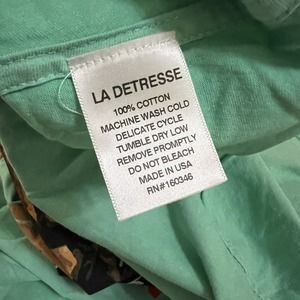 LA DETRESSE
100% COTTON
MACHINE WASH COLD
DELICATE CYCLE
TUMBLE DRY LOW
REMOVE PROMPTLY
DO NOT BLEACH
MADE IN USA
RN#160346